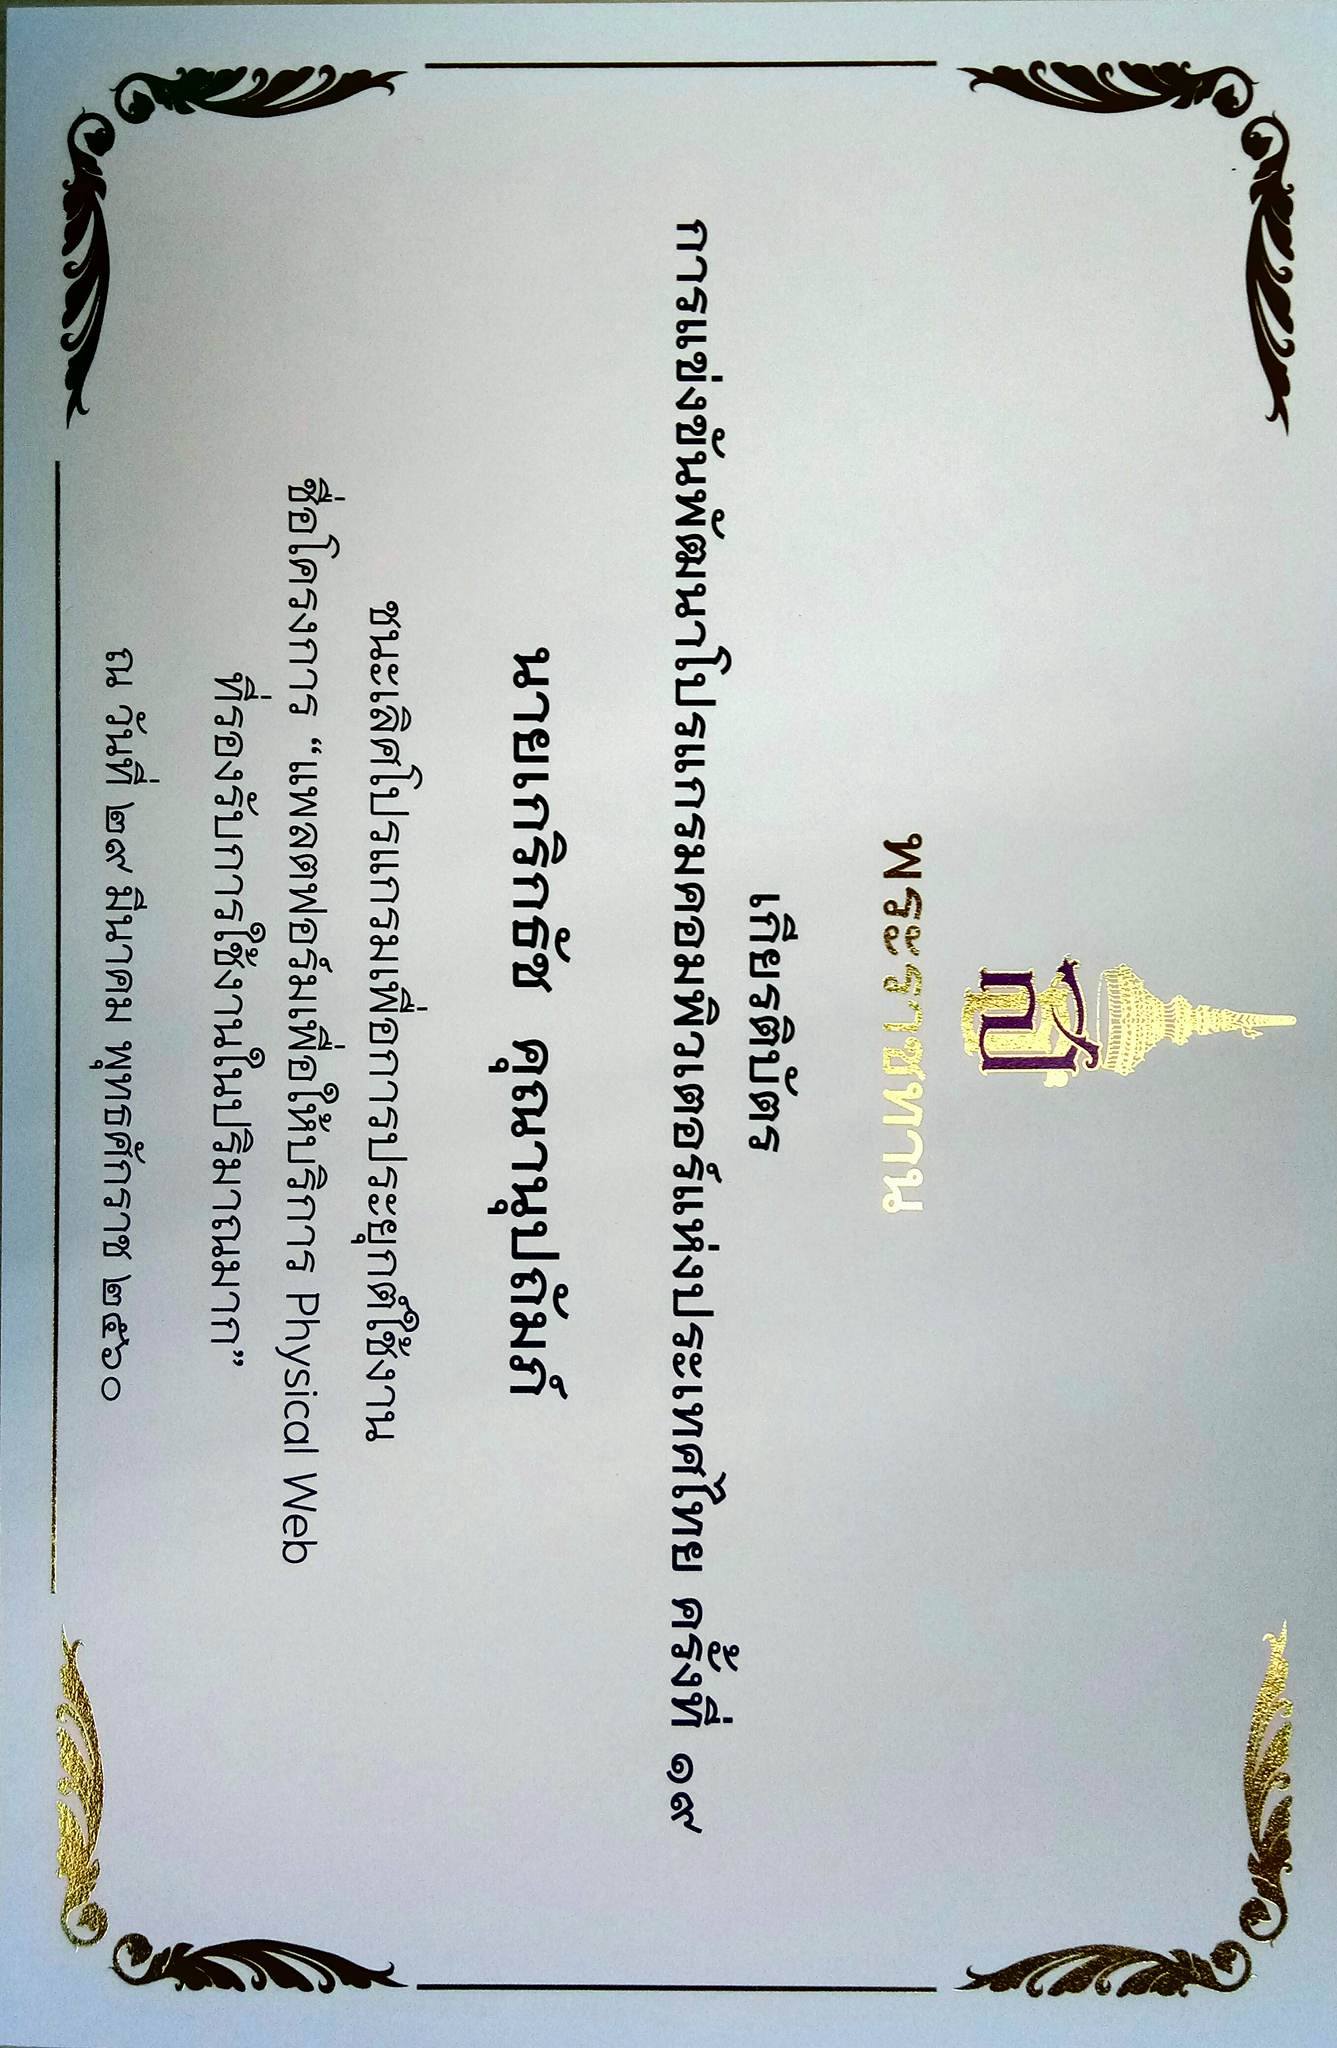 พระราชทาน
เกียรติบัตร
การแข่งขันพัฒนาโปรแกรมคอมพิวเตอร์แห่งประเทศไทย ครั้งที่ ๑๙
นายเกริกธัช คุณานุปถัมภ์
ชนะเลิศโปรแกรมเพื่อการประยุกต์ใช้งาน
ชื่อโครงการ “แพลตฟอร์มเพื่อให้บริการ Physical Web
ที่รองรับการใช้งานในปริมาณมาก”
ณ วันที่ ๒๙ มีนาคม พุทธศักราช ๒๕๖๐